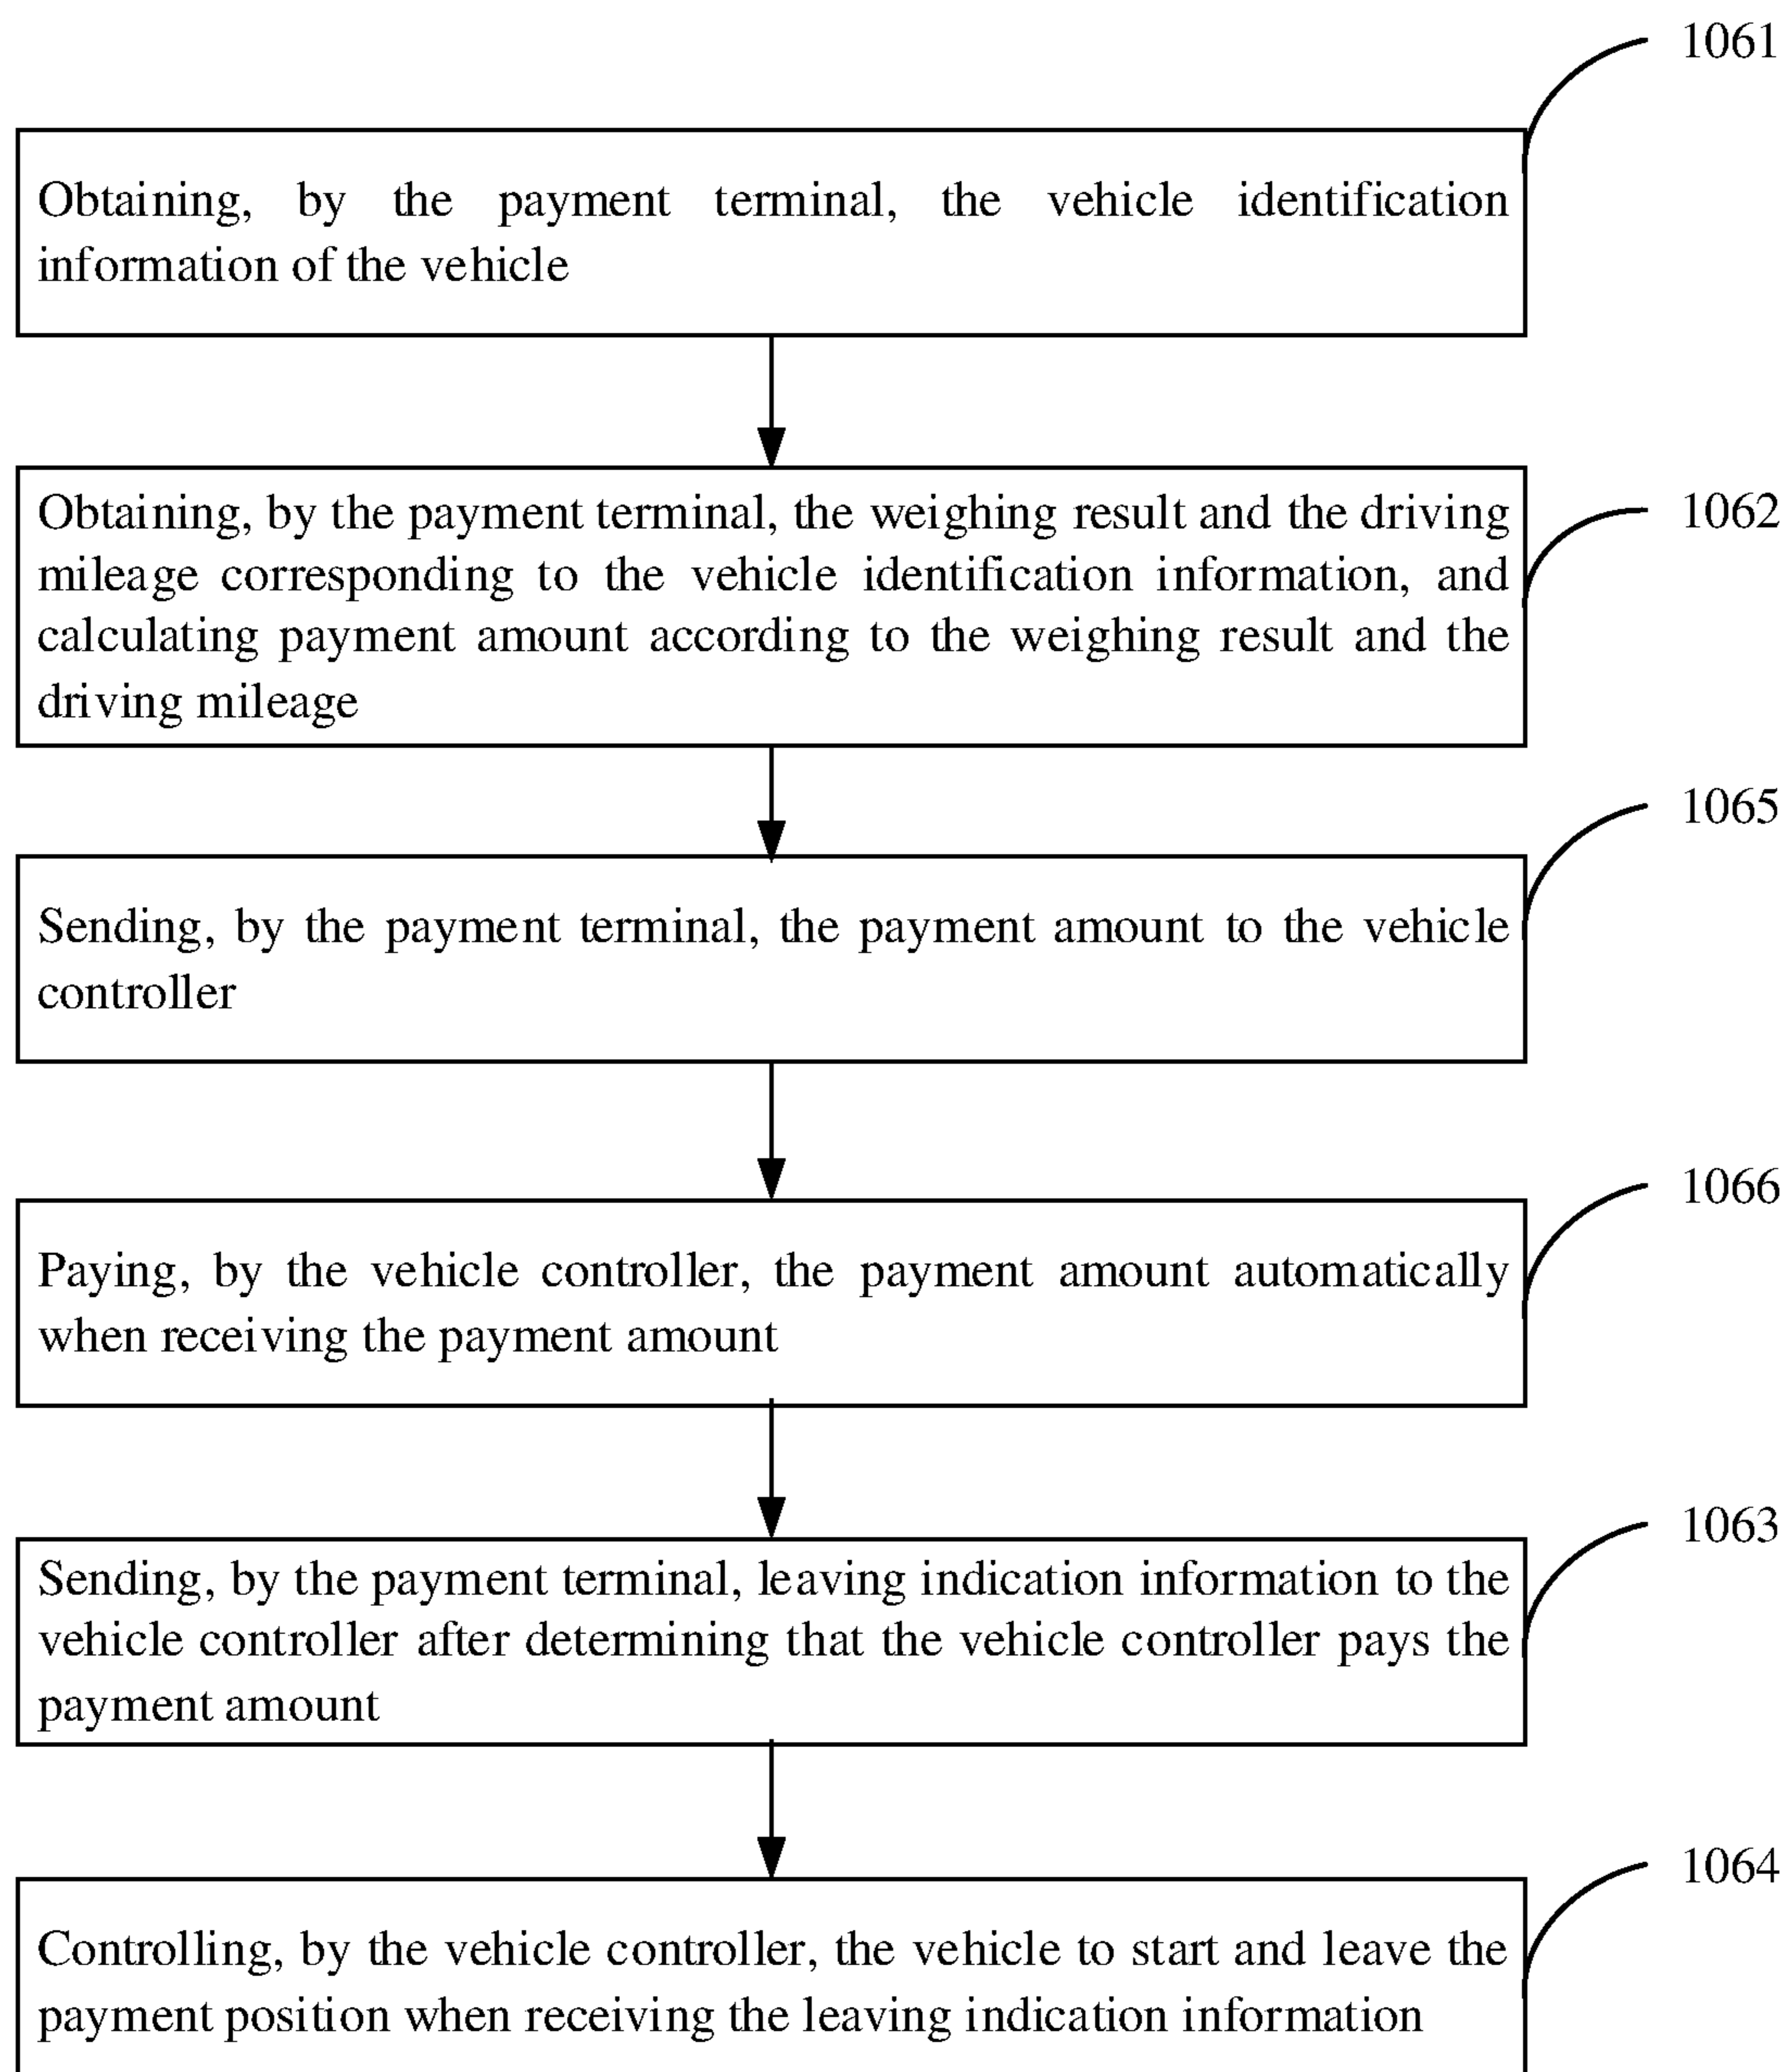 1061
Obtaining, by the payment terminal, the vehicle identification
information of the vehicle
1062
Obtaining, by the payment terminal, the weighing result and the driving
mileage corresponding to the vehicle identification information, and
calculating payment amount according to the weighing result and the
driving mileage
1065
Sending, by the payment terminal, the payment amount to the vehicle
controller
1066
Paying, by the vehicle controller, the payment amount automatically
when receiving the payment amount
1063
Sending, by the payment terminal, leaving indication information to the
vehicle controller after determining that the vehicle controller pays the
payment amount
1064
Controlling, by the vehicle controller, the vehicle to start and leave the
payment position when receiving the leaving indication information